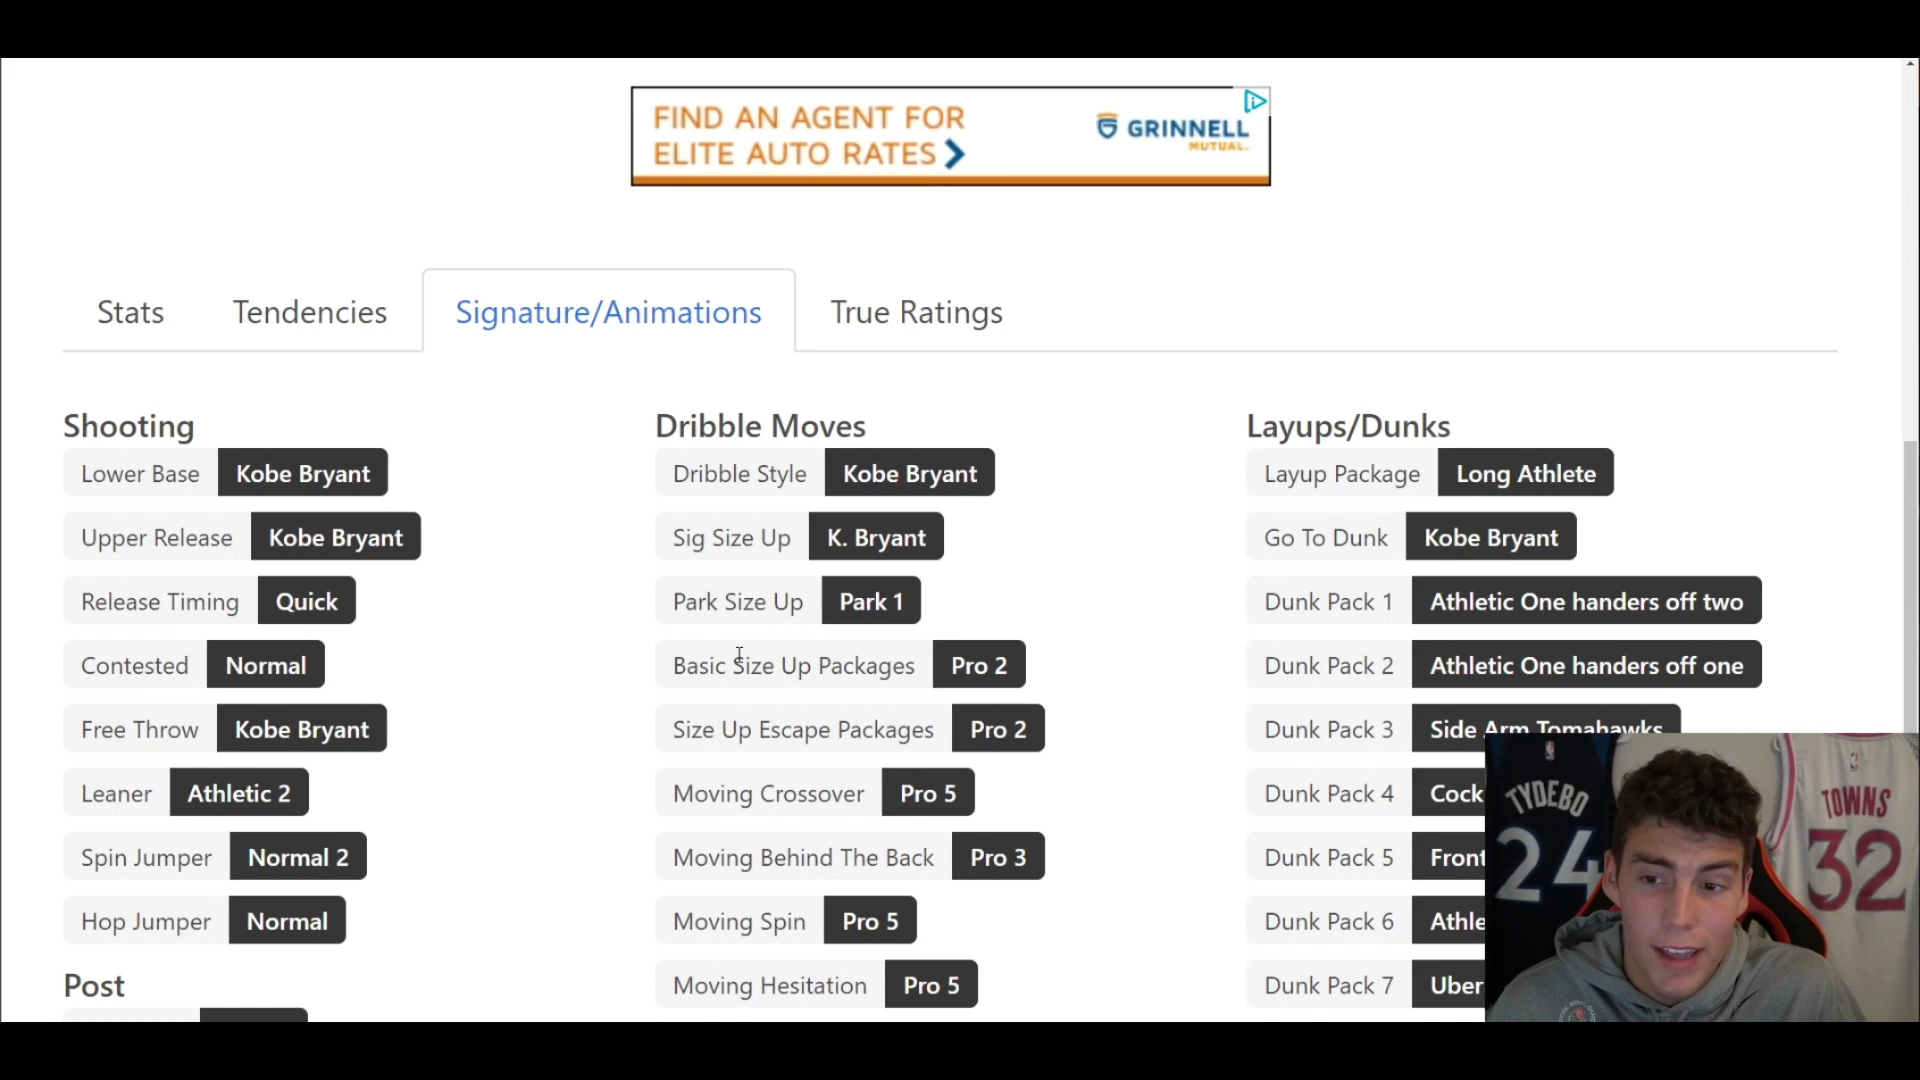 FIND AN AGENT FOR
ELITE AUTO RATES
GRINNELL
MUTUAL
Stats
Tendencies
Signature/Animations
True Ratings
Shooting
Lower Base Kobe Bryant
Upper Release Kobe Bryant
Release Timing Quick
Contested Normal
Free Throw Kobe Bryant
Leaner Athletic 2
Spin Jumper Normal 2
Hop Jumper Normal
Post
Dribble Moves
Dribble Style Kobe Bryant
Sig Size Up K. Bryant
Park Size Up Park 1
Basic Size Up Packages Pro 2
Size Up Escape Packages Pro 2
Moving Crossover Pro 5
Moving Behind The Back Pro 3
Moving Spin Pro 5
Moving Hesitation Pro 5
Layups/Dunks
Layup Package Long Athlete
Go To Dunk Kobe Bryant
Dunk Pack 1 Athletic One handers off two
Dunk Pack 2 Athletic One handers off one
Dunk Pack 3 Side Arm Tomahawks
Dunk Pack 4 Cock
Dunk Pack 5 Front
Dunk Pack 6 Athle
Dunk Pack 7 Uber
TYDEBO
24
TOWNS
32